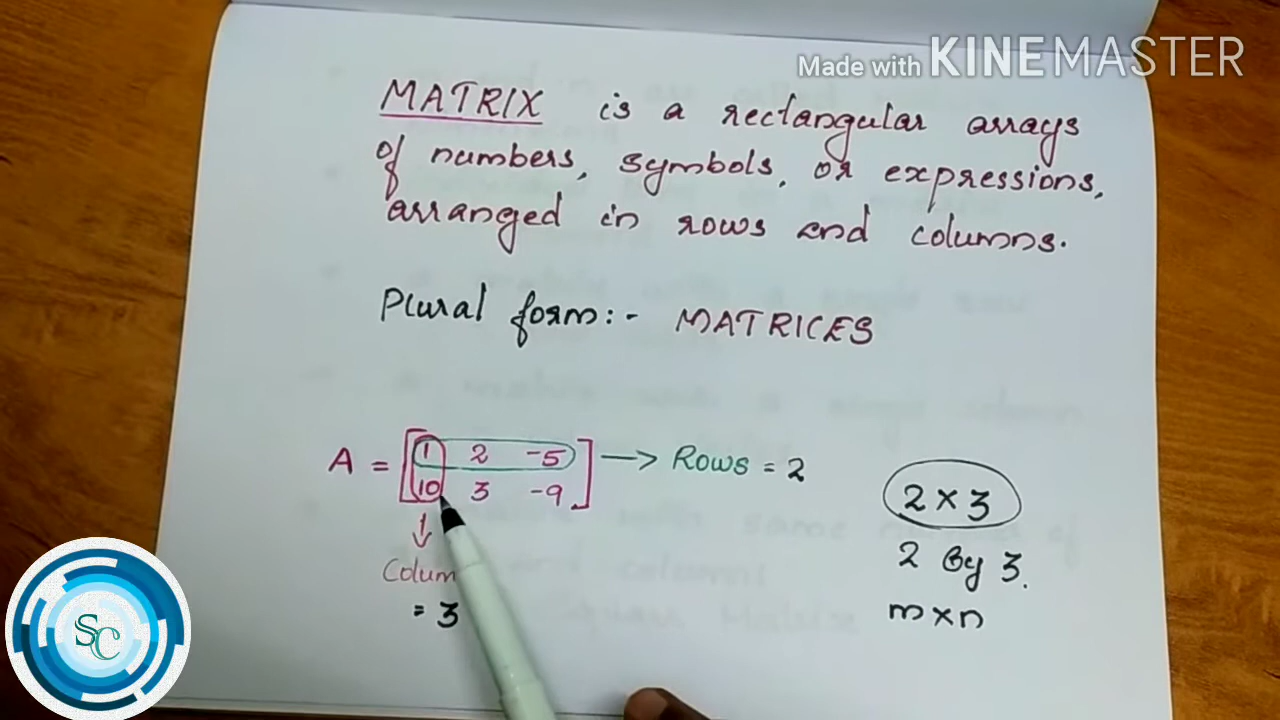 Made with KINEMASTER
MATRIX is a rectangular arrays
of numbers, symbols, or expressions,
arranged in rows and columns.
Plural form:- MATRICES
A = [1 2 -5 → Rows = 2
10 3 -9]
↓
Colum
= 3
2 × 3
2 By 3.
m×n
SC